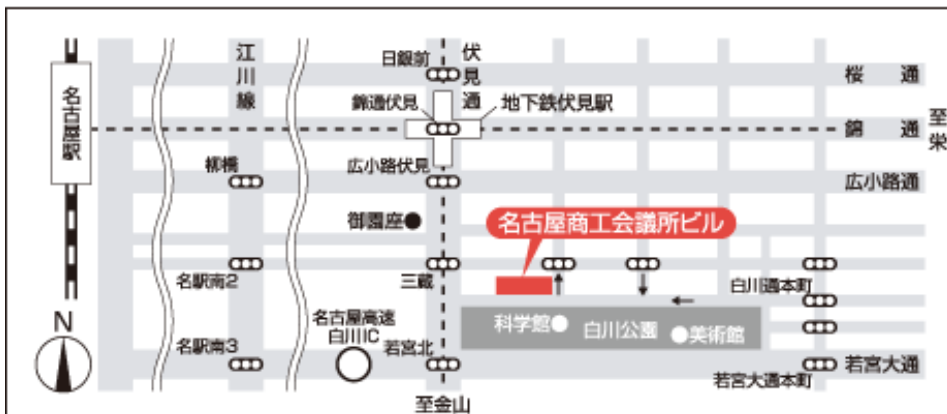 江川線
日銀前
伏見通
桜通
名古屋駅
錦通伏見
地下鉄伏見駅
錦通
至栄
柳橋
広小路伏見
広小路通
御園座
名古屋商工会議所ビル
名駅南2
三蔵
白川通本町
N
名古屋高速
白川IC
科学館
白川公園
美術館
名駅南3
若宮北
若宮大通
若宮大通本町
至金山